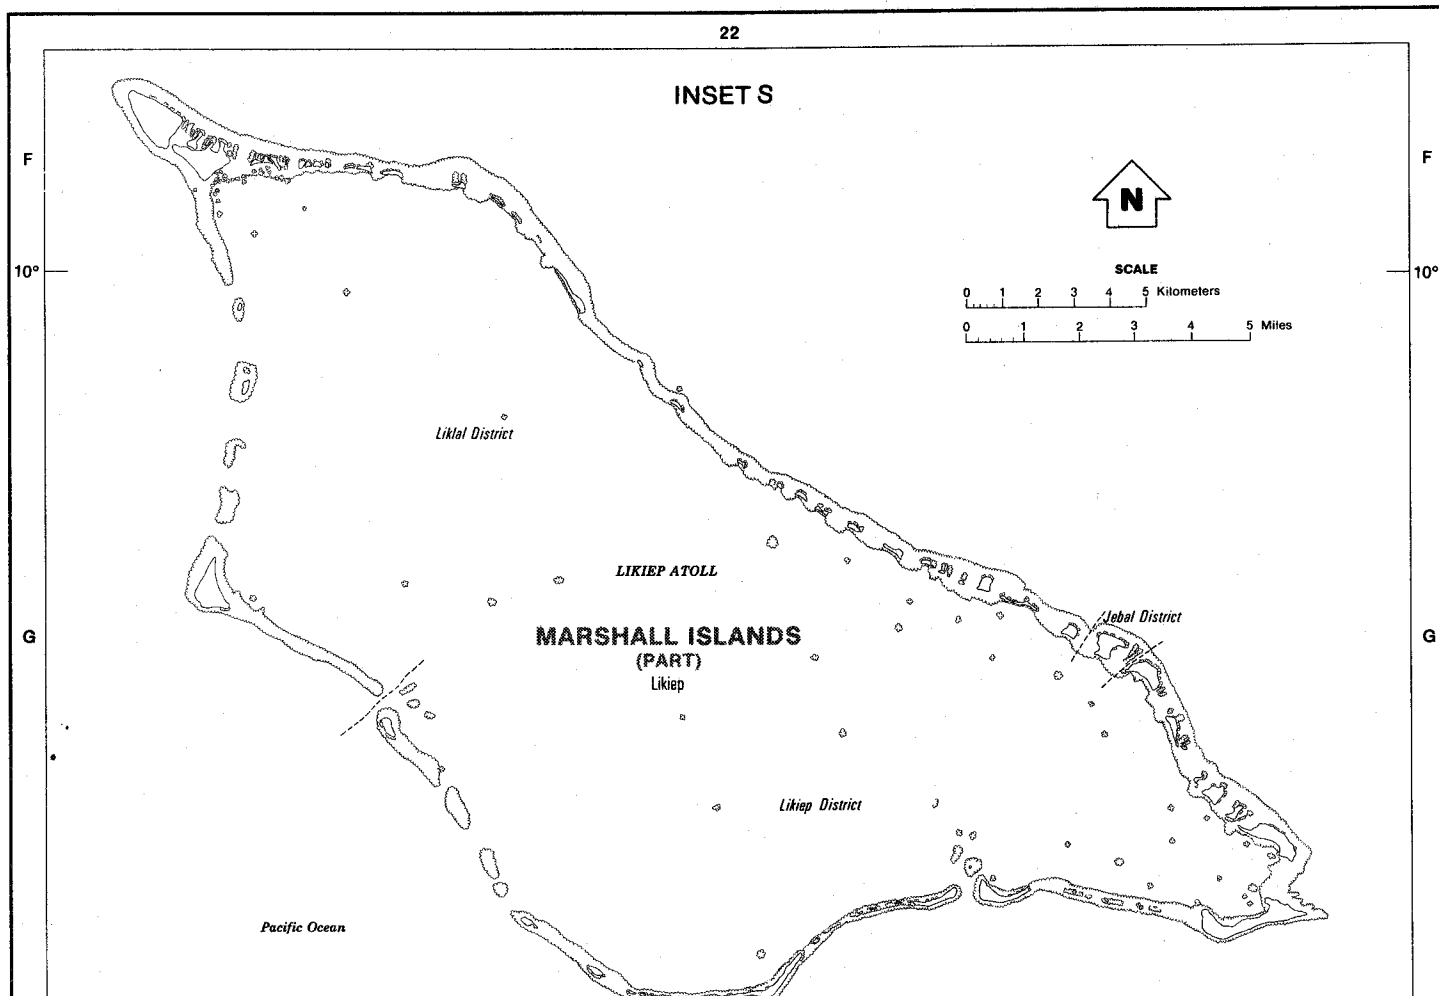 22
INSET S
F
F
N
10°
10°
SCALE
0 1 2 3 4 5 Kilometers
0 1 2 3 4 5 Miles
Liklal District
LIKIEP ATOLL
Jebal District
G
MARSHALL ISLANDS
G
(PART)
Likiep
Likiep District
Pacific Ocean